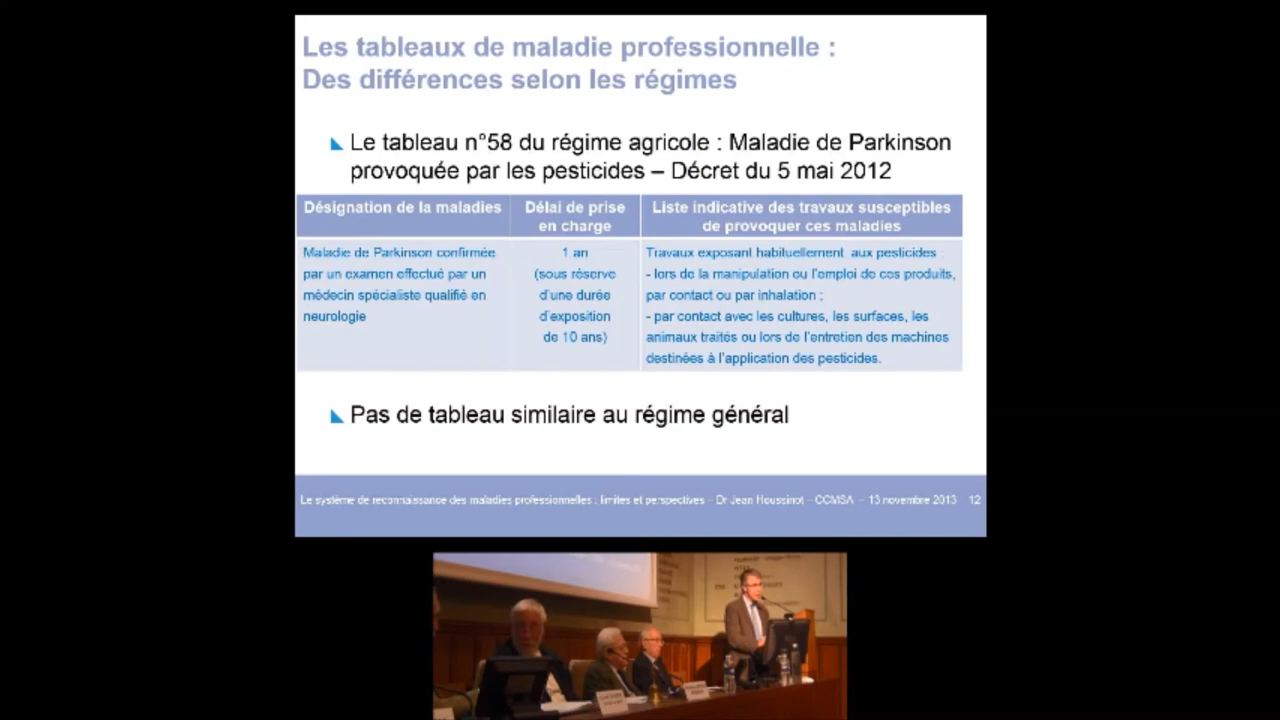 Les tableaux de maladie professionnelle :
Des différences selon les régimes
Le tableau n°58 du régime agricole : Maladie de Parkinson
provoquée par les pesticides – Décret du 5 mai 2012
Désignation de la maladies
Délai de prise
en charge
Liste indicative des travaux susceptibles
de provoquer ces maladies
Maladie de Parkinson confirmée
par un examen effectué par un
médecin spécialiste qualifié en
neurologie
1 an
(sous réserve
d'une durée
d'exposition
de 10 ans)
Travaux exposant habituellement aux pesticides :
- lors de la manipulation ou l'emploi de ces produits,
par contact ou par inhalation ;
- par contact avec les cultures, les surfaces, les
animaux traités ou lors de l'entretien des machines
destinées à l'application des pesticides.
Pas de tableau similaire au régime général
Le système de reconnaissance des maladies professionnelles : limites et perspectives – Dr Jean Houssinot – CCMSA – 13 novembre 2013 12